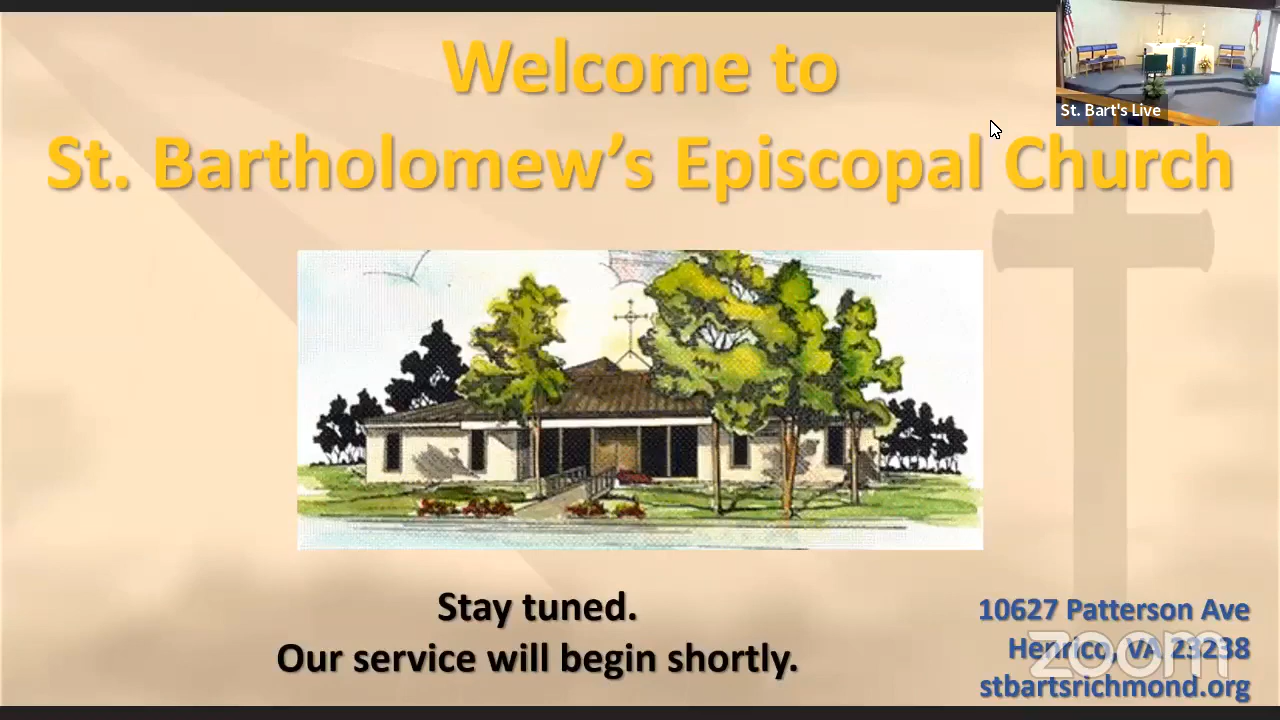 Welcome to
St. Bart's Live
St. Bartholomew's Episcopal Church
Stay tuned.
Our service will begin shortly.
10627 Patterson Ave
Henrico, VA 23238
zoom
stbartsrichmond.org